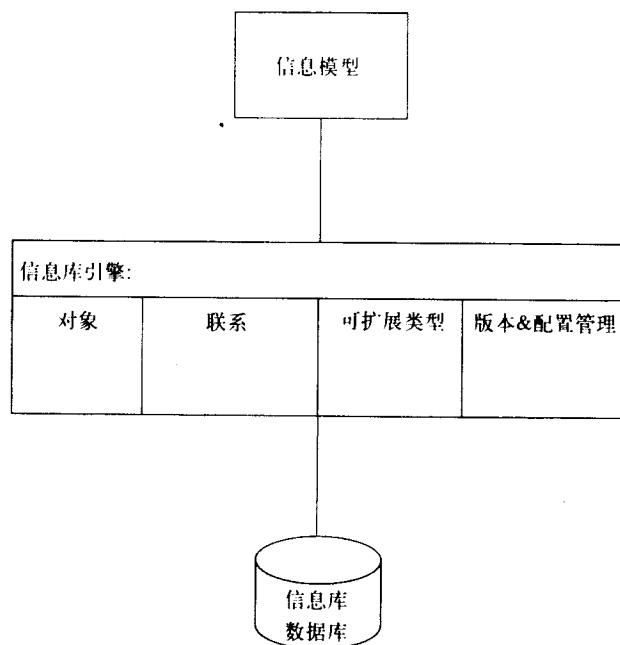 信息模型
信息库引擎:
对象
联系
可扩展类型
版本&配置管理
信息库
数据库